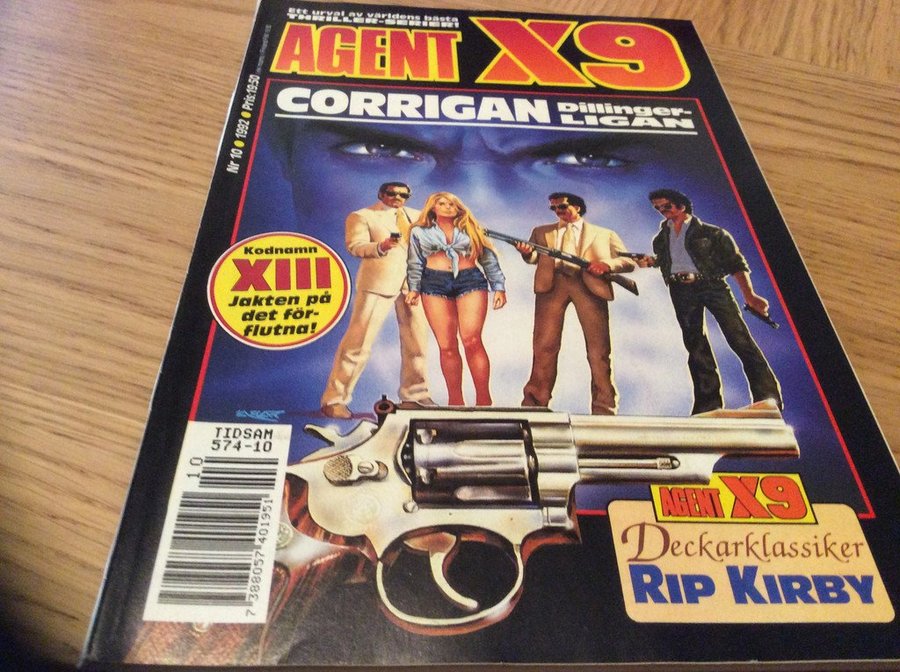 Ett urval av världens bästa
THRILLER-SERIER!
AGENT X9
Nr 10 ● 1992 ● Pris: 19:50
CORRIGAN Dillinger-
LIGAN
Kodnamn
XIII
Jakten på
det för-
flutna!
TIDSAM
574-10
10
7 388057 401951
AGENT X9
Deckarklassiker
RIP KIRBY